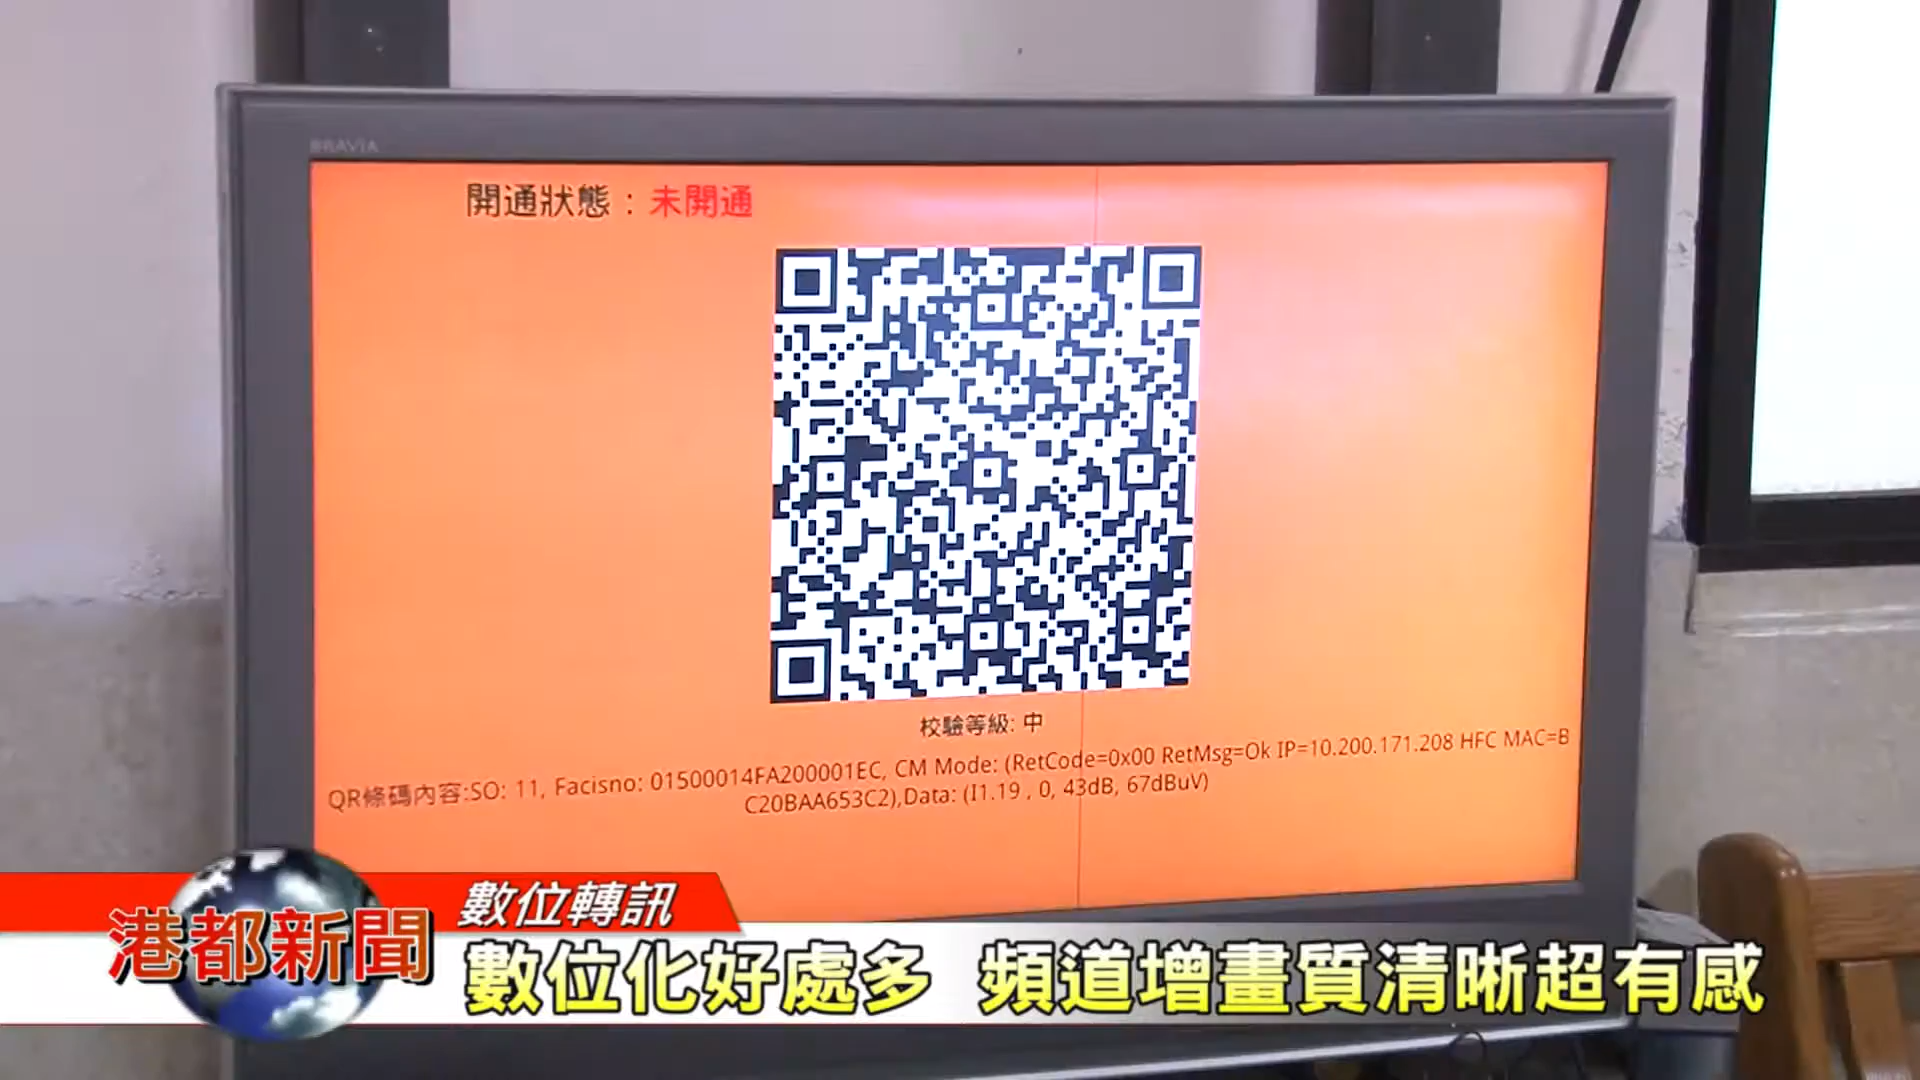 BRAVIA
開通狀態：未開通
校驗等級: 中
QR條碼內容:SO: 11, Facisno: 01500014FA200001EC, CM Mode: (RetCode=0x00 RetMsg=Ok IP=10.200.171.208 HFC MAC=B
C20BAA653C2),Data: (I1.19 , 0, 43dB, 67dBuV)
數位轉訊
港都新聞
數位化好處多 頻道增畫質清晰超有感